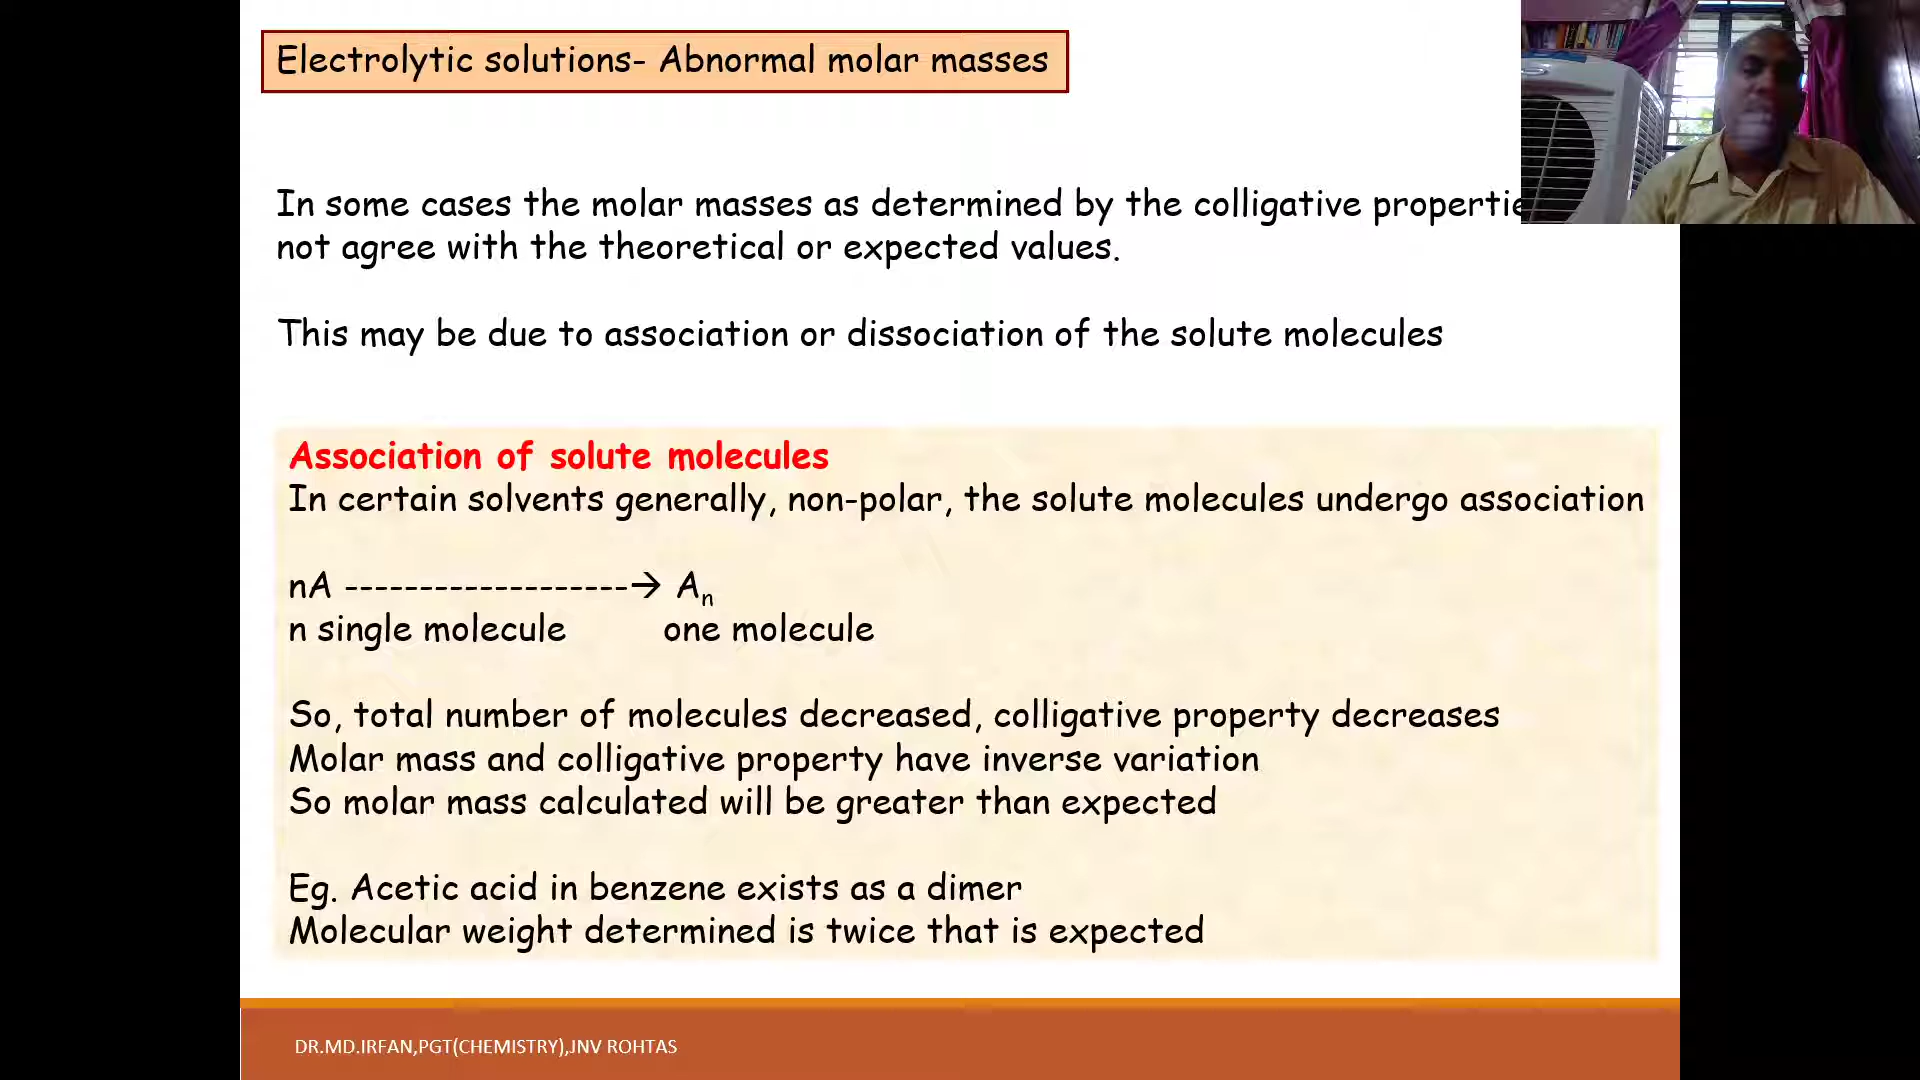 Electrolytic solutions- Abnormal molar masses
In some cases the molar masses as determined by the colligative
not agree with the theoretical or expected values.
This may be due to association or dissociation of the solute molecules
Association of solute molecules
In certain solvents generally, non-polar, the solute molecules undergo association
nA -------------------→ An
n single molecule one molecule
So, total number of molecules decreased, colligative property decreases
Molar mass and colligative property have inverse variation
So molar mass calculated will be greater than expected
Eg. Acetic acid in benzene exists as a dimer
Molecular weight determined is twice that is expected
DR.MD.IRFAN,PGT(CHEMISTRY),JNV ROHTAS